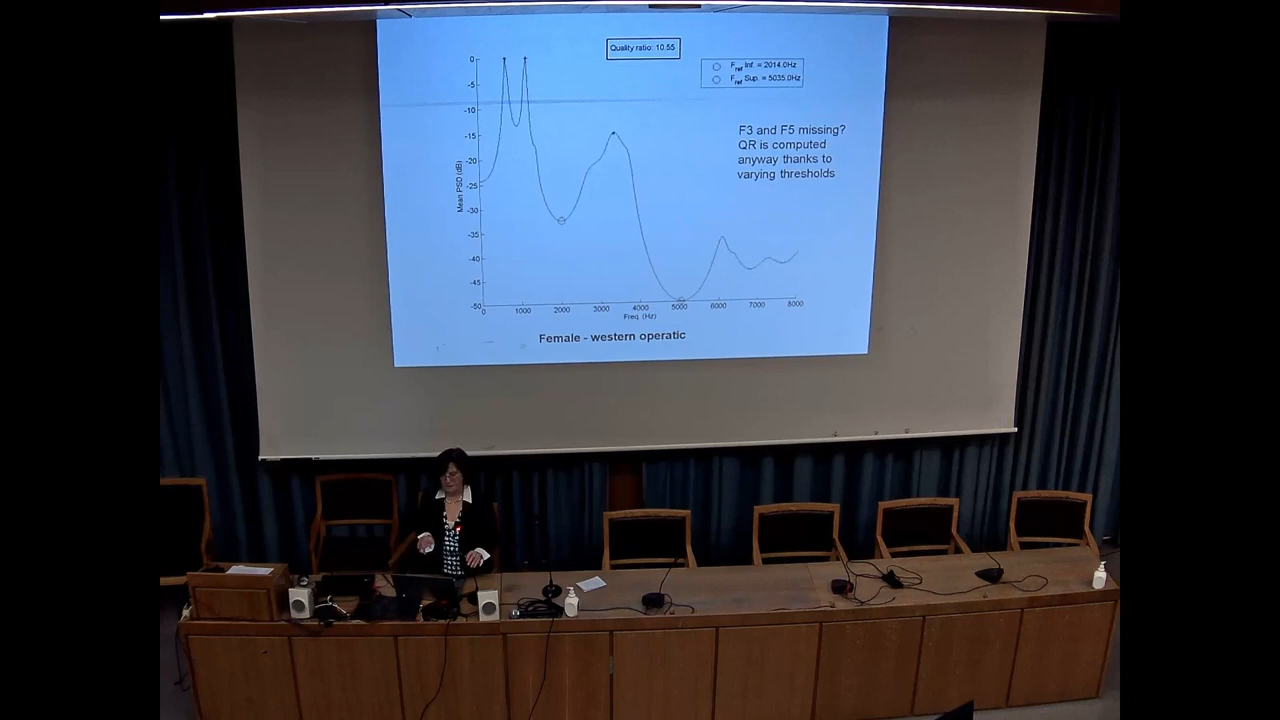 Quality ratio: 10.55
F ref Inf. = 2014.0Hz
F ref Sup. = 5035.0Hz
F3 and F5 missing?
QR is computed
anyway thanks to
varying thresholds
Mean PSD (dB)
0
-5
-10
-15
-20
-25
-30
-35
-40
-45
-50
0 1000 2000 3000 4000 5000 6000 7000 8000
Freq. (Hz)
Female - western operatic